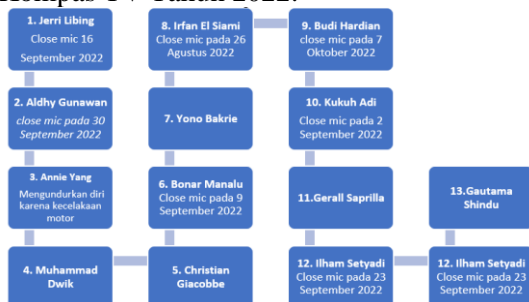 Kompas TV Tahun 2022.
1. Jerri Libing
Close mic 16
September 2022
2. Aldhy Gunawan
close mic pada 30
September 2022
3. Annie Yang
Mengundurkan diri
karena kecelakaan
motor
4. Muhammad
Dwik
5. Christian
Giacobbe
6. Bonar Manalu
Close mic pada 9
September 2022
7. Yono Bakrie
8. Irfan El Siami
Close mic pada 26
Agustus 2022
9. Budi Hardian
close mic pada 7
Oktober 2022
10. Kukuh Adi
Close mic pada 2
September 2022
11.Gerall Saprilla
12. Ilham Setyadi
Close mic pada 23
September 2022
12. Ilham Setyadi
Close mic pada 23
September 2022
13.Gautama
Shindu